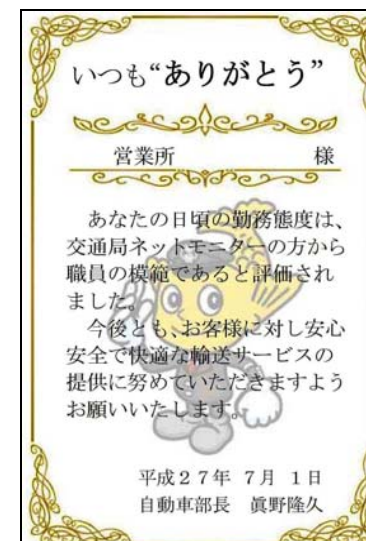 いつも“ありがとう”
営業所　　　　　　様
あなたの日頃の勤務態度は、
交通局ネットモニターの方から
職員の模範であると評価され
ました。
今後とも、お客様に対し安心
安全で快適な輸送サービスの
提供に努めていただきますよう
お願いいたします。
平成２７年 ７月 １日
自動車部長　眞野隆久